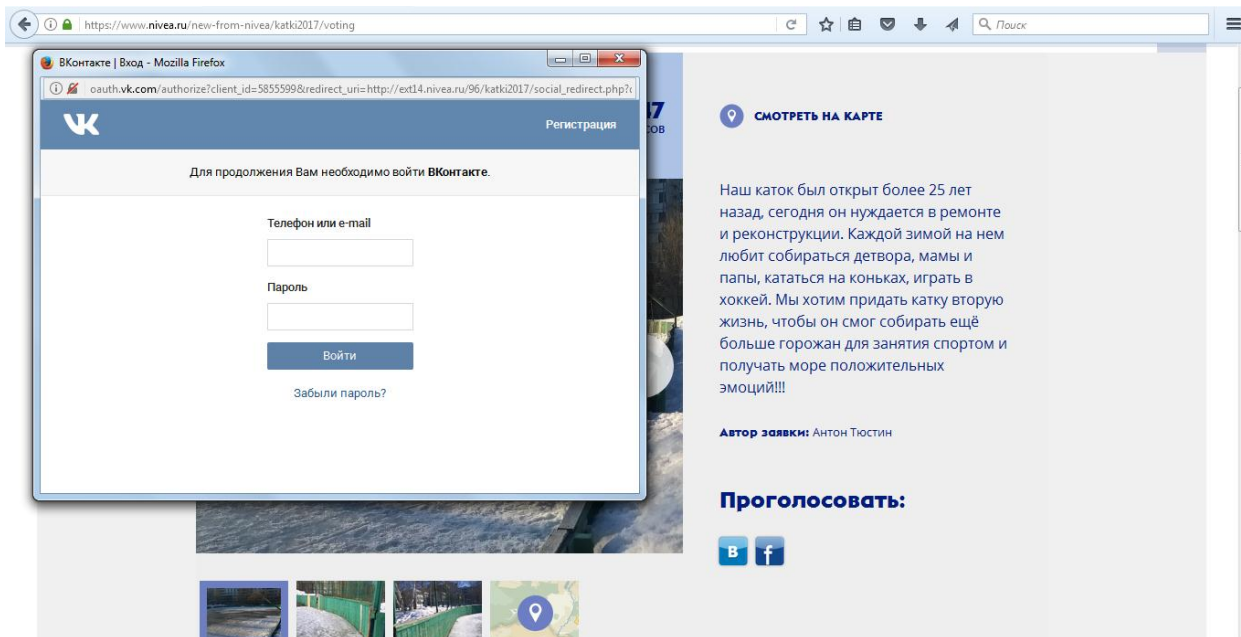 https://www.nivea.ru/new-from-nivea/katki2017/voting
Поиск
ВКонтакте | Вход - Mozilla Firefox
oauth.vk.com/authorize?client_id=5855599&redirect_uri=http://ext14.nivea.ru/96/katki2017/social_redirect.php?
Регистрация
Для продолжения Вам необходимо войти ВКонтакте.
Телефон или e-mail
Пароль
Войти
Забыли пароль?
СМОТРЕТЬ НА КАРТЕ
Наш каток был открыт более 25 лет
назад, сегодня он нуждается в ремонте
и реконструкции. Каждой зимой на нем
любит собираться детвора, мамы и
папы, кататься на коньках, играть в
хоккей. Мы хотим придать катку вторую
жизнь, чтобы он смог собирать ещё
больше горожан для занятия спортом и
получать море положительных
эмоций!!!
Автор заявки: Антон Тюстин
Проголосовать:
В f